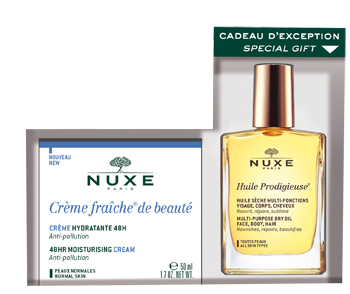 CADEAU D'EXCEPTION
SPECIAL GIFT
NOUVEAU
NEW
NUXE
PARIS
Crème fraîche® de beauté
CRÈME HYDRATANTE 48H
Anti-pollution
48HR MOISTURISING CREAM
Anti-pollution
PEAUX NORMALES
NORMAL SKIN
50 ml
1.7 OZ. WT.
NUXE
PARIS
Huile Prodigieuse®
HUILE SÈCHE MULTI-FONCTIONS
VISAGE, CORPS, CHEVEUX
Nourrit, répare, sublime
MULTI-PURPOSE DRY OIL
FACE, BODY, HAIR
Nourishes, repairs, beautifies
TOUTES PEAUX
ALL SKIN TYPES